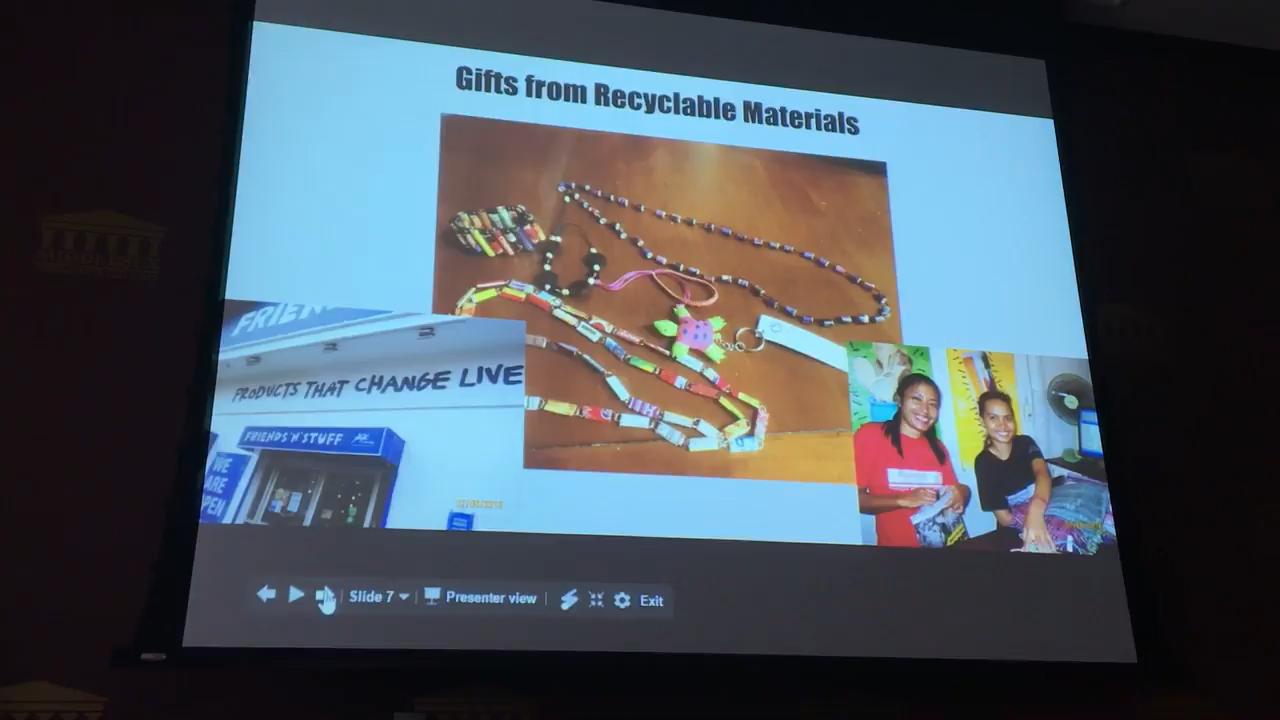 Gifts from Recyclable Materials
FRIEN
PRODUCTS THAT CHANGE LIVE
FRIENDS 'N' STUFF
WE
ARE
OPEN
Slide 7
Presenter view
Exit